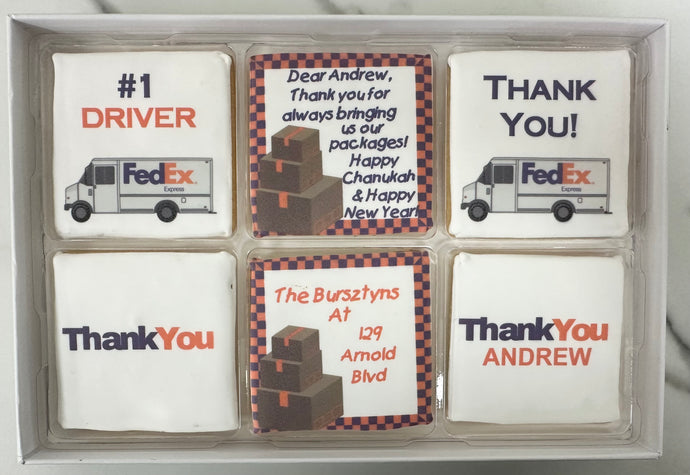 #1
DRIVER
FedEx
Express
Dear Andrew,
Thank you for
always bringing
us our
packages!
Happy
Chanukah
& Happy
New Year!
THANK
YOU!
FedEx
Express
ThankYou
The Bursztyns
At
129
Arnold
Blvd
ThankYou
ANDREW